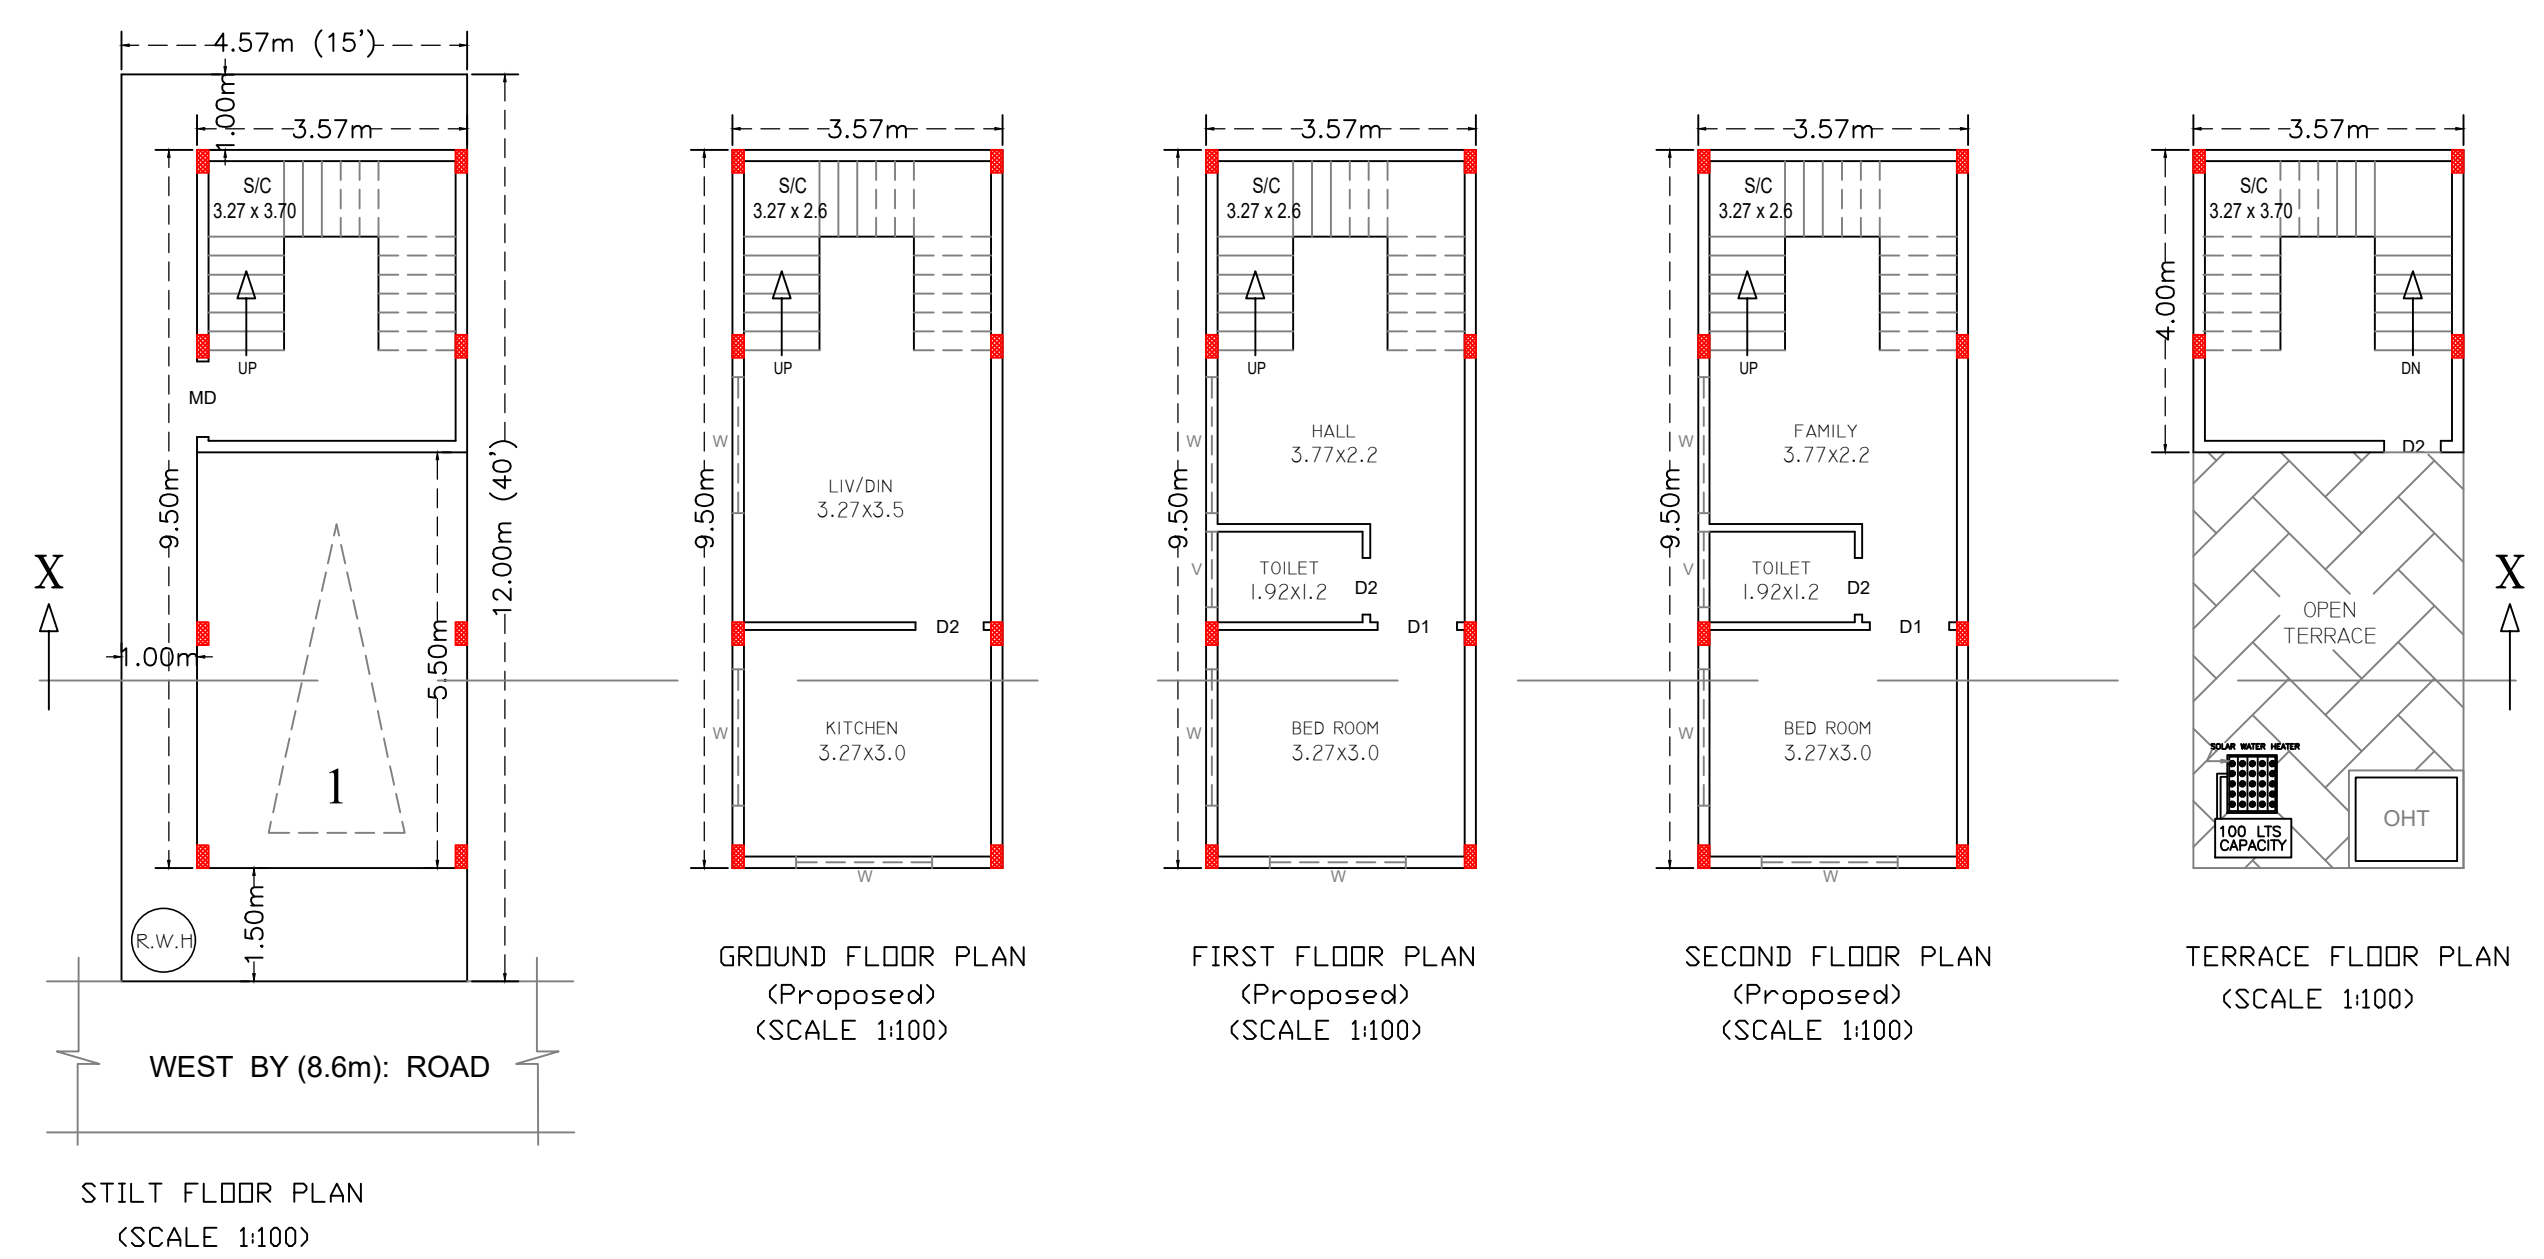 4.57m (15')
1.00m
3.57m
S/C
3.27 x 3.70
UP
MD
9.50m
12.00m (40')
5.50m
1.00m
1
X
1.50m
R.W.H
WEST BY (8.6m): ROAD
STILT FLOOR PLAN
(SCALE 1:100)
3.57m
S/C
3.27 x 2.6
UP
W
9.50m
LIV/DIN
3.27x3.5
D2
W
KITCHEN
3.27x3.0
W
GROUND FLOOR PLAN
(Proposed)
(SCALE 1:100)
3.57m
S/C
3.27 x 2.6
UP
W
HALL
3.77x2.2
9.50m
V
TOILET
1.92x1.2
D2
D1
W
BED ROOM
3.27x3.0
W
FIRST FLOOR PLAN
(Proposed)
(SCALE 1:100)
3.57m
S/C
3.27 x 2.6
UP
W
FAMILY
3.77x2.2
9.50m
V
TOILET
1.92x1.2
D2
D1
W
BED ROOM
3.27x3.0
W
SECOND FLOOR PLAN
(Proposed)
(SCALE 1:100)
3.57m
S/C
3.27 x 3.70
4.00m
DN
D2
X
OPEN
TERRACE
SOLAR WATER HEATER
100 LTS
CAPACITY
OHT
TERRACE FLOOR PLAN
(SCALE 1:100)